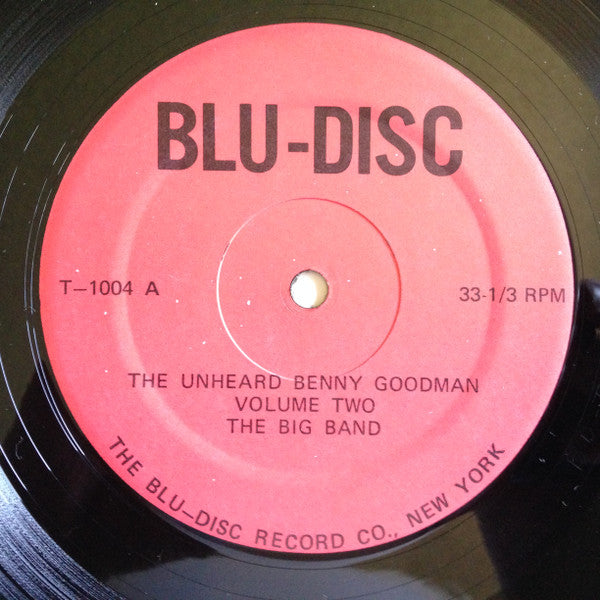 BLU-DISC
T-1004 A
33-1/3 RPM
THE UNHEARD BENNY GOODMAN
VOLUME TWO
THE BIG BAND
THE BLU-DISC RECORD CO., NEW YORK